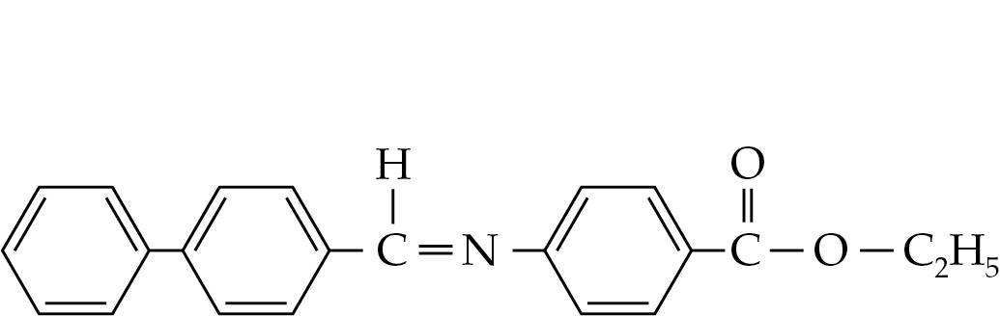 H O
C = N C — O — C₂H₅